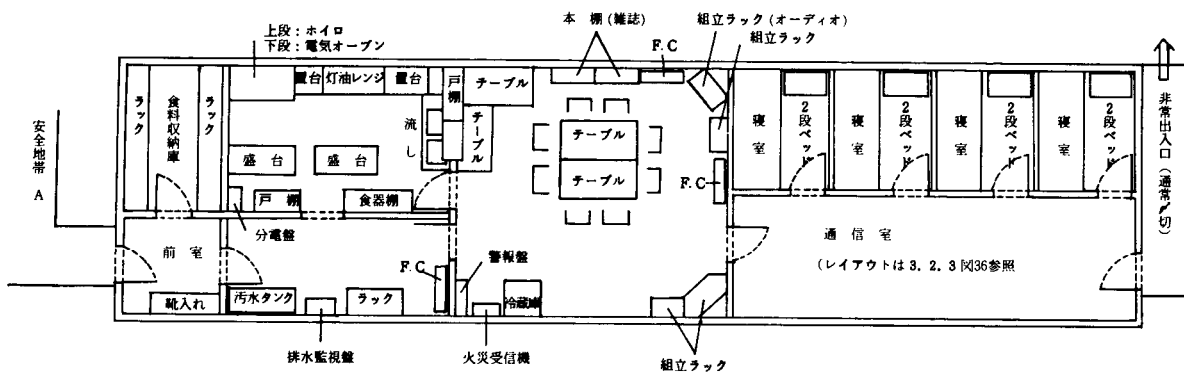 上段：ホイロ
下段：電気オーブン
本 棚 (雑誌)
F. C
組立ラック (オーディオ)
組立ラック
置台
灯油レンジ
置台
戸棚
テーブル
ラック
食料収納庫
ラック
流し
テーブル
テーブル
テーブル
盛 台
盛 台
戸 棚
食器棚
分電盤
F. C
寝室
2段ベッド
寝室
2段ベッド
寝室
2段ベッド
寝室
2段ベッド
非常出入口 (通常〆切)
安全地帯 A
前 室
靴入れ
汚水タンク
ラック
F. C
警報盤
冷蔵庫
通 信 室
(レイアウトは 3. 2. 3 図36参照
排水監視盤
火災受信機
組立ラック